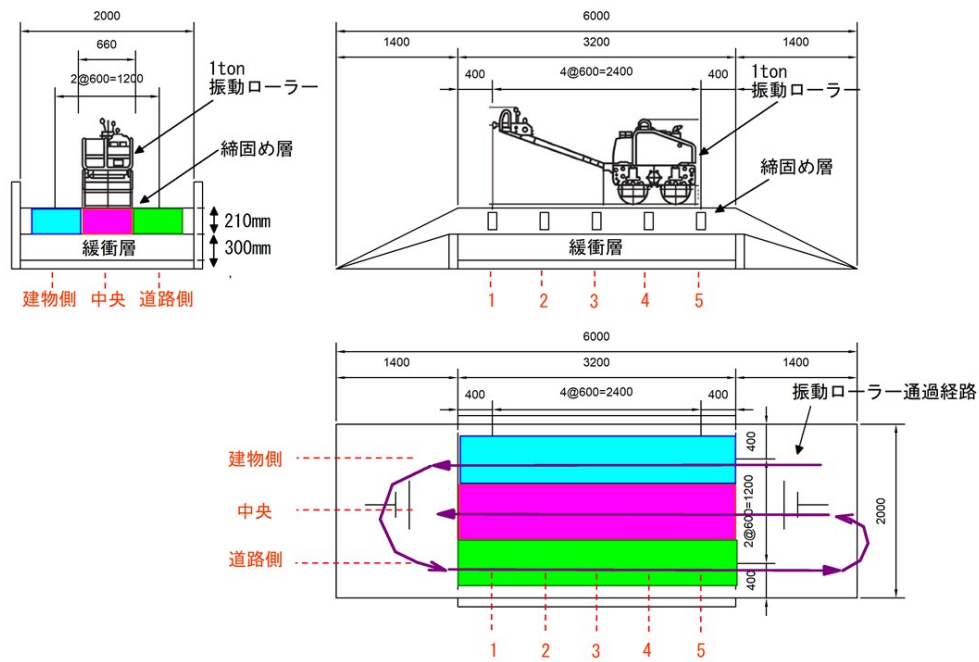 2000
660
2@600=1200
1ton
振動ローラー
締固め層
210mm
緩衝層
300mm
建物側 中央 道路側
6000
1400 3200 1400
400 4@600=2400 400
1ton
振動ローラー
締固め層
緩衝層
1 2 3 4 5
6000
1400 3200 1400
400 4@600=2400 400
振動ローラー通過経路
建物側
中央
道路側
400
2@600=1200
400
2000
1 2 3 4 5